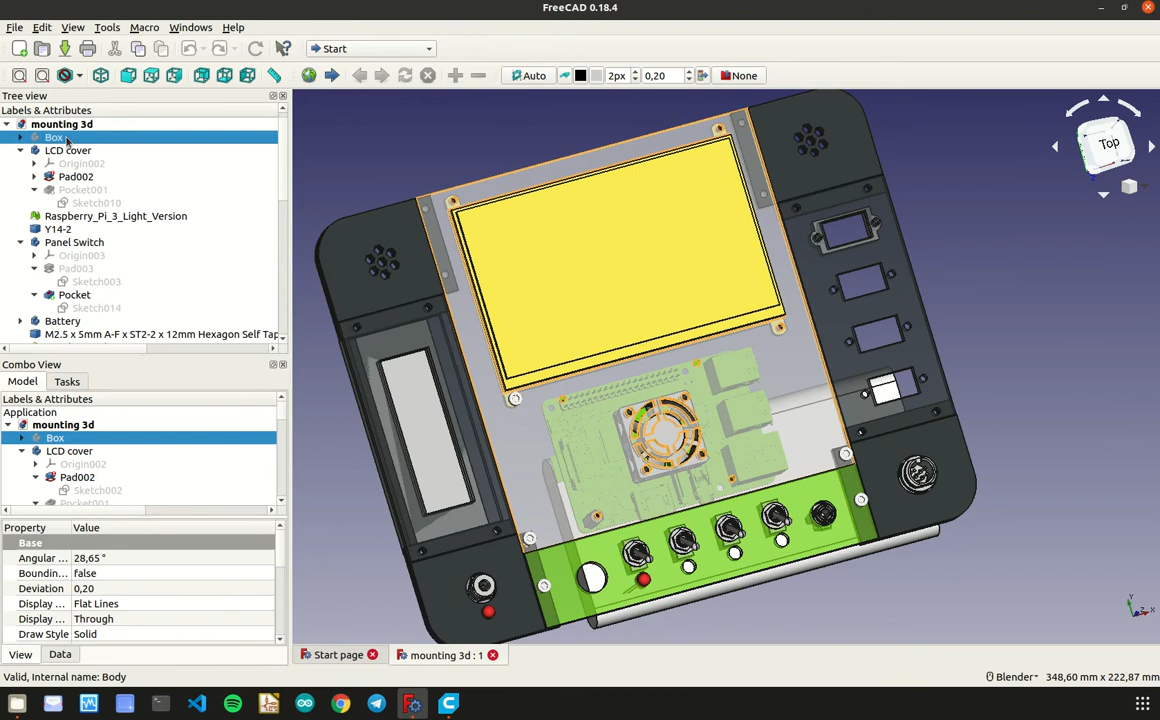 FreeCAD 0.18.4
File Edit View Tools Macro Windows Help
Start
Auto 2px 0,20 None
Tree view
Labels & Attributes
mounting 3d
Box
LCD cover
Origin002
Pad002
Pocket001
Sketch010
Raspberry_Pi_3_Light_Version
Y14-2
Panel Switch
Origin003
Pad003
Sketch003
Pocket
Sketch014
Battery
M2.5 x 5mm A-F x ST2-2 x 12mm Hexagon Self Tap
Combo View
Model Tasks
Labels & Attributes
Application
mounting 3d
Box
LCD cover
Origin002
Pad002
Sketch002
Pocket001
Property Value
Base
Angular ... 28,65 °
Boundin... false
Deviation 0,20
Display ... Flat Lines
Display ... Through
Draw Style Solid
View Data
Top
Y
Z X
Start page mounting 3d : 1
Valid, Internal name: Body
Blender 348,60 mm x 222,87 mm